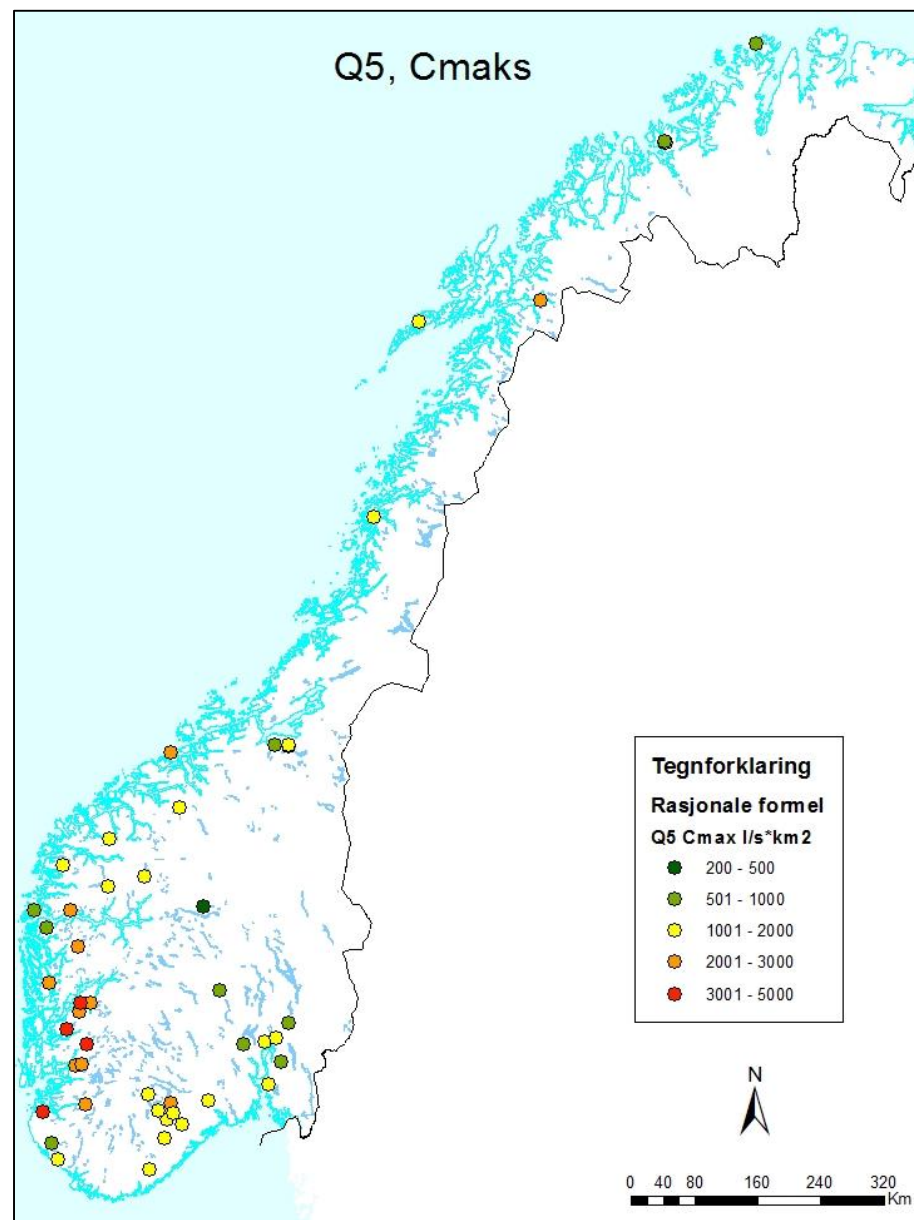 Q5, Cmaks
Tegnforklaring
Rasjonale formel
Q5 Cmax l/s*km2
200 - 500
501 - 1000
1001 - 2000
2001 - 3000
3001 - 5000
N
0 40 80 160 240 320
Km